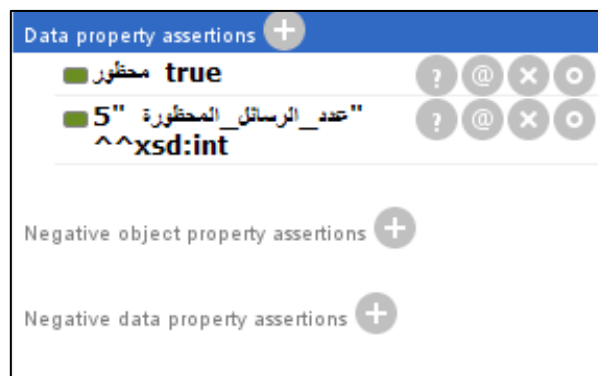 Data property assertions
محظور true
عدد_الرسائل_المحظورة "5"
^^xsd:int
Negative object property assertions
Negative data property assertions